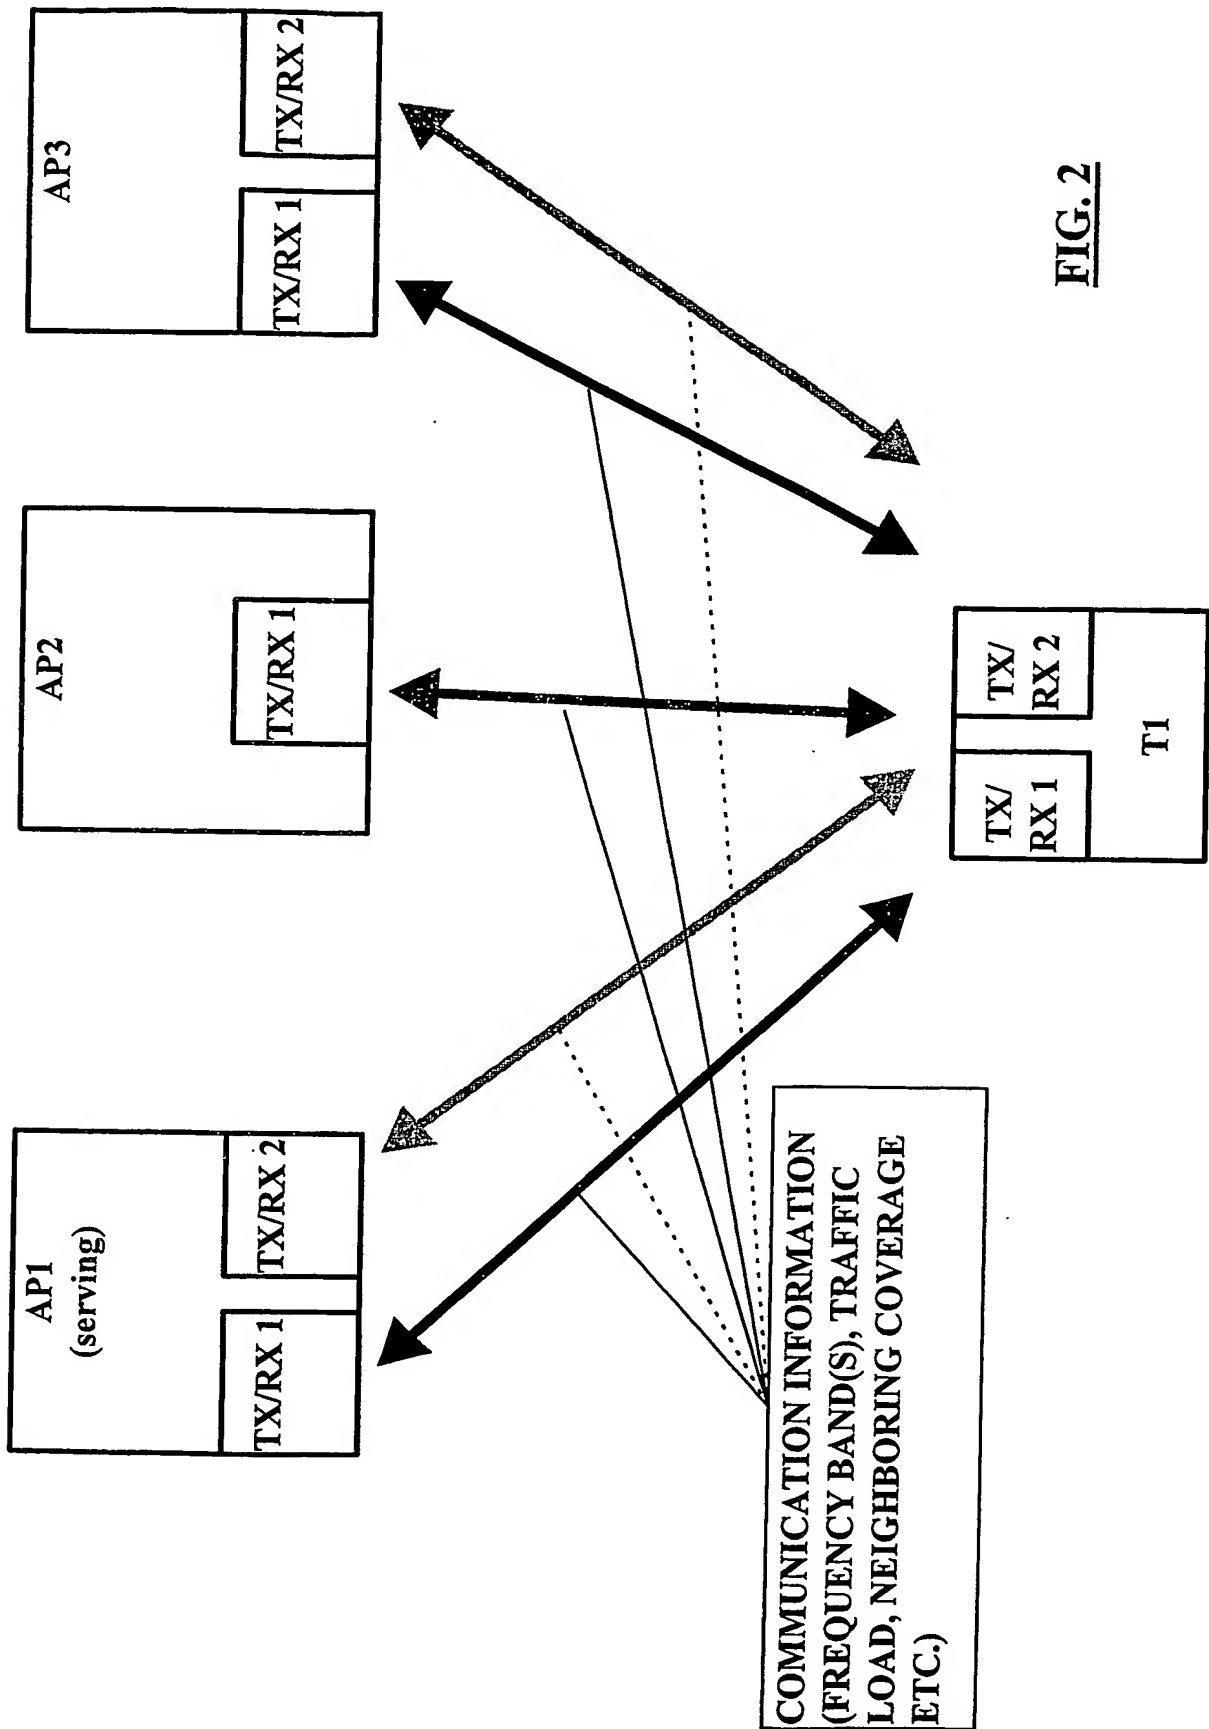 AP1
(serving)
TX/RX 1
TX/RX 2
AP2
TX/RX 1
AP3
TX/RX 1
TX/RX 2
COMMUNICATION INFORMATION
(FREQUENCY BAND(S), TRAFFIC
LOAD, NEIGHBORING COVERAGE
ETC.)
TX/
RX 1
TX/
RX 2
T1
FIG. 2